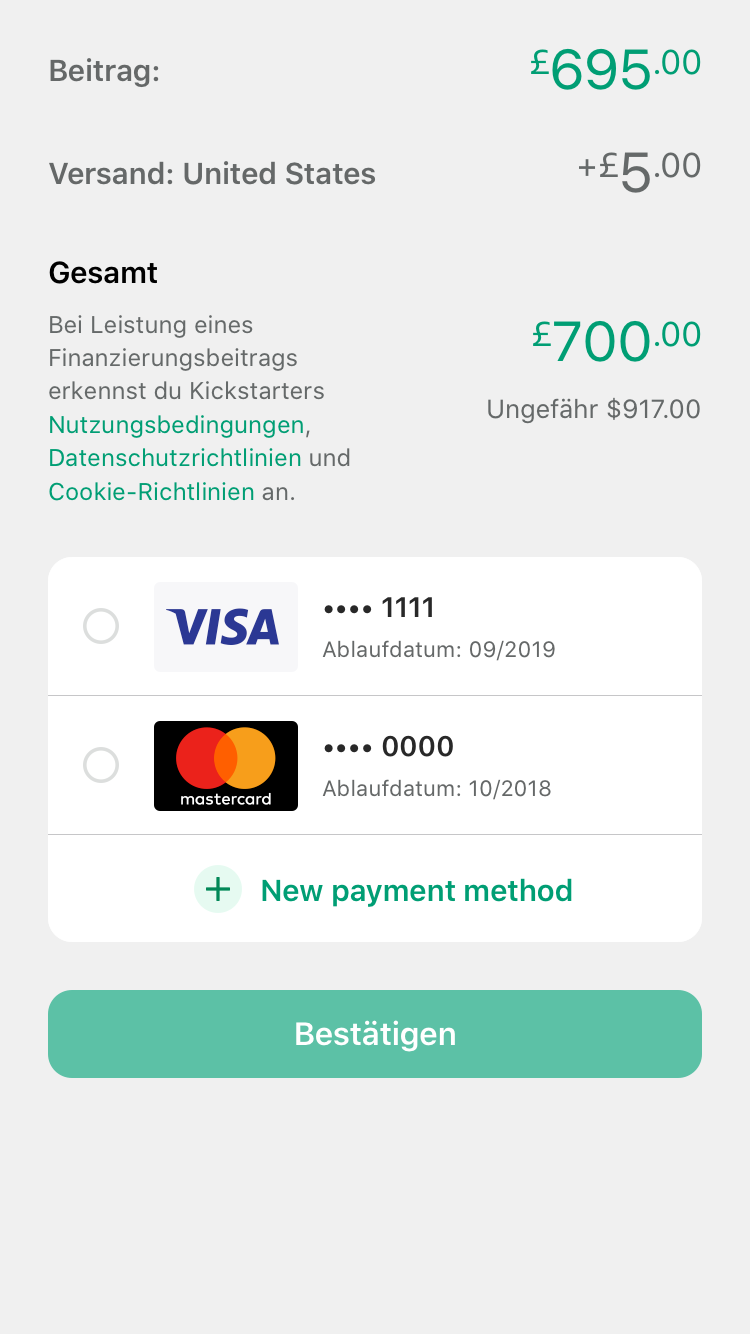 Beitrag: £695.00
Versand: United States +£5.00
Gesamt
Bei Leistung eines
Finanzierungsbeitrags
erkennst du Kickstarters
Nutzungsbedingungen,
Datenschutzrichtlinien und
Cookie-Richtlinien an.
£700.00
Ungefähr $917.00
VISA
•••• 1111
Ablaufdatum: 09/2019
mastercard
•••• 0000
Ablaufdatum: 10/2018
+ New payment method
Bestätigen